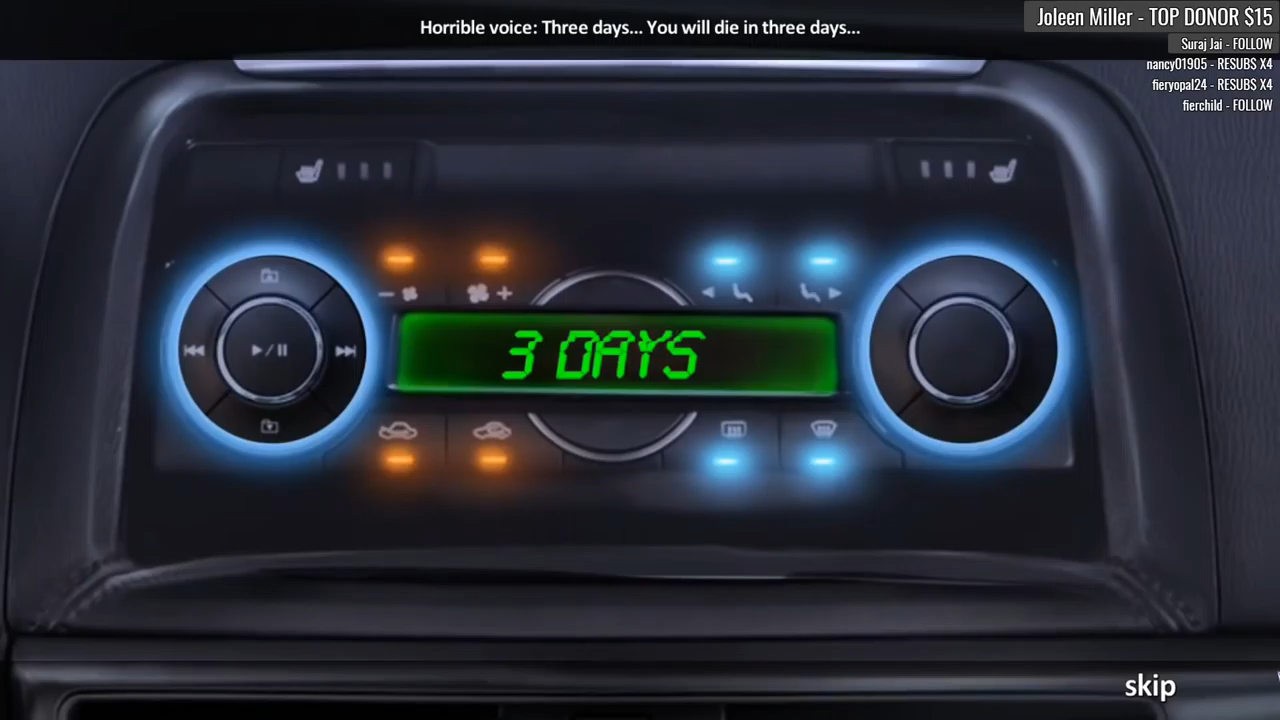 Horrible voice: Three days... You will die in three days...
Joleen Miller - TOP DONOR $15
Suraj Jai - FOLLOW
nancy01905 - RESUBS X4
fieryopal24 - RESUBS X4
fierchild - FOLLOW
3 DAYS
skip